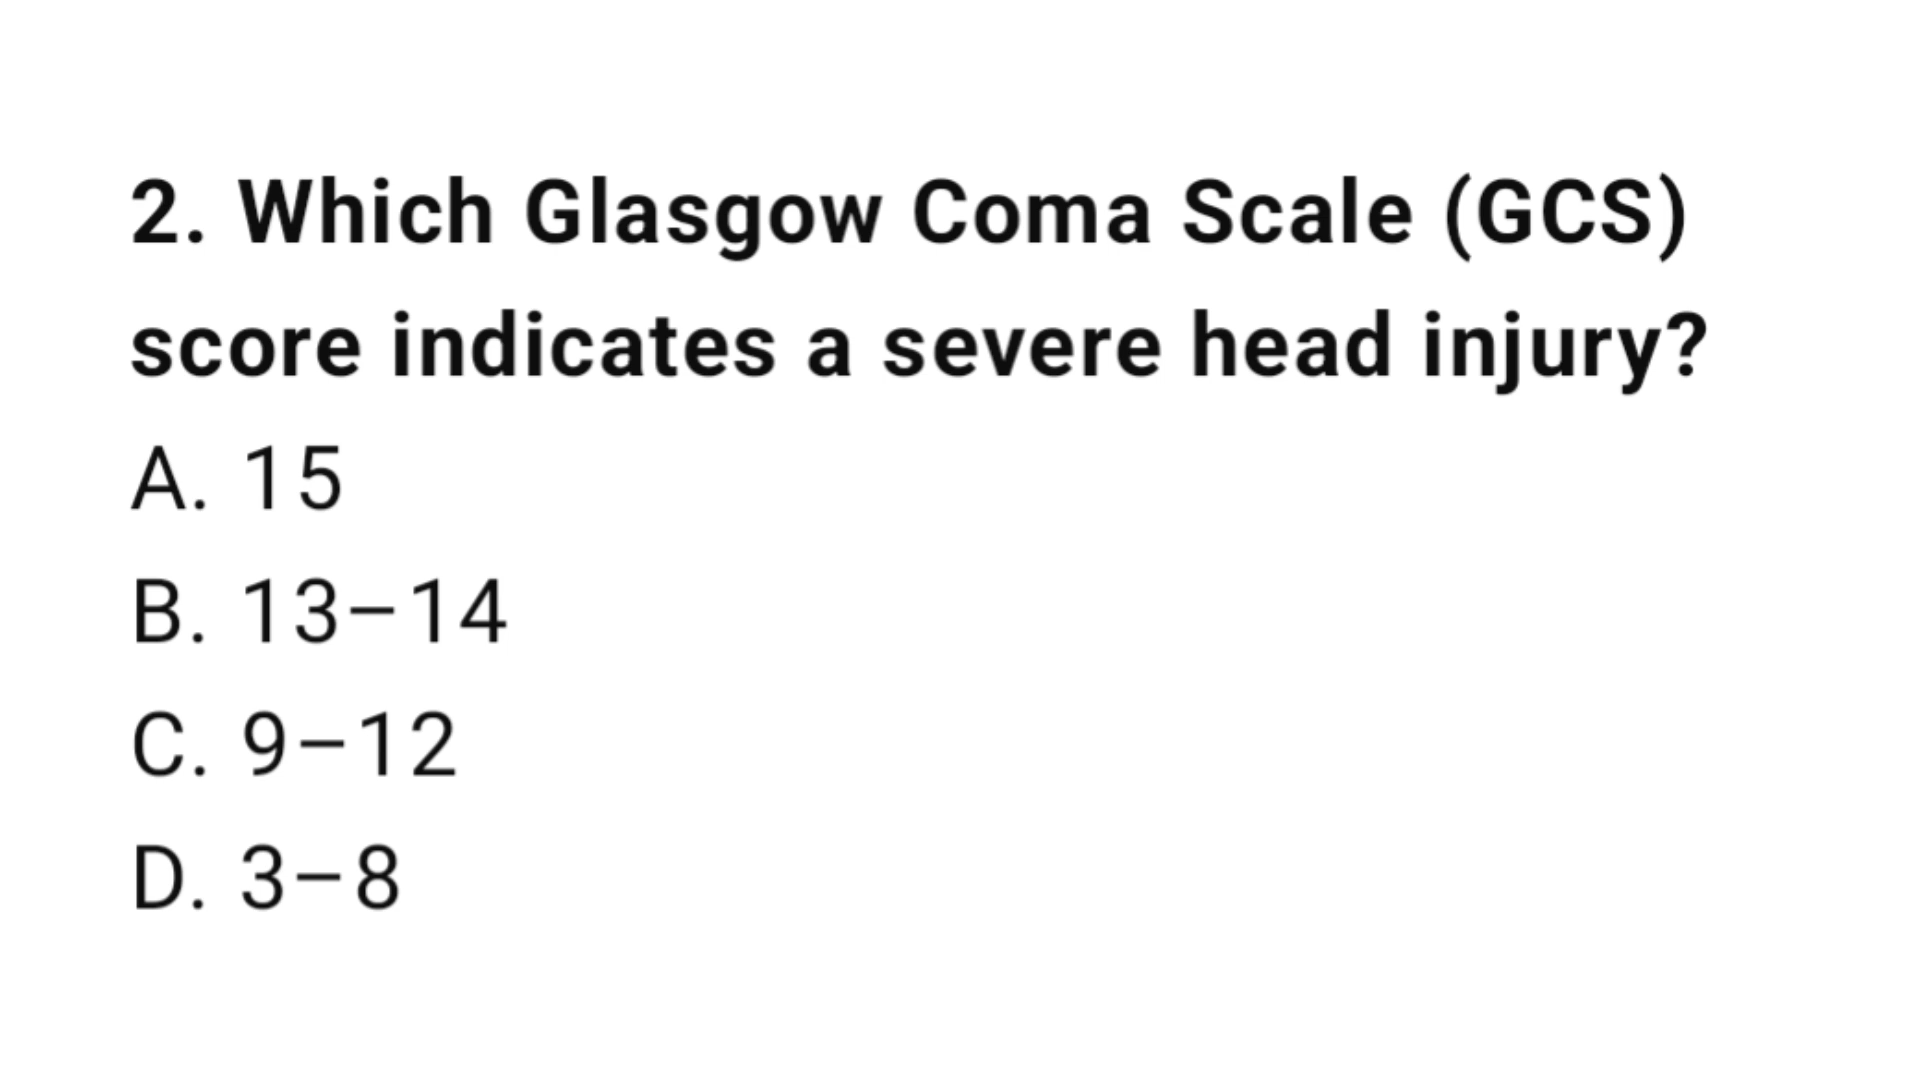 2. Which Glasgow Coma Scale (GCS)
score indicates a severe head injury?
A. 15
B. 13–14
C. 9–12
D. 3–8